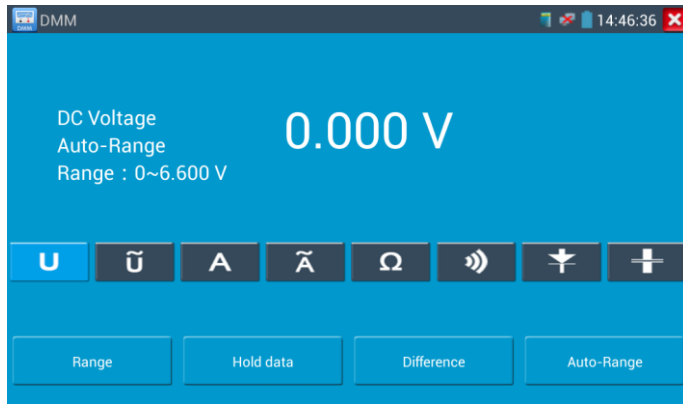 DMM
14:46:36
DC Voltage
Auto-Range
Range : 0~6.600 V
0.000 V
U Ũ A Ã Ω
Range Hold data Difference Auto-Range